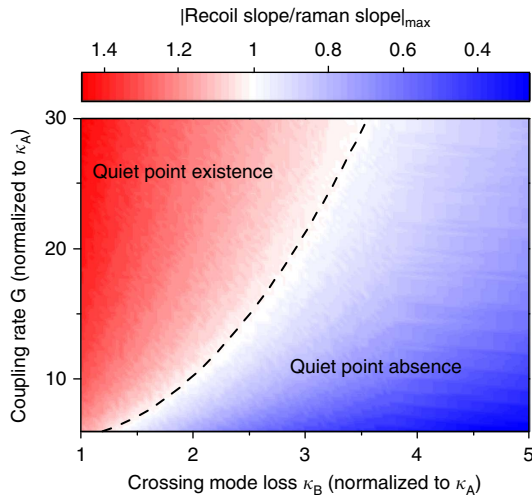 |Recoil slope/raman slope|max
1.4 1.2 1 0.8 0.6 0.4
30
20
10
Coupling rate G (normalized to κA)
Quiet point existence
Quiet point absence
1 2 3 4 5
Crossing mode loss κB (normalized to κA)